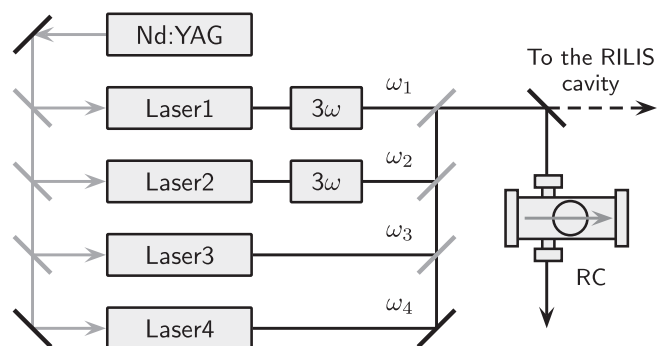 Nd:YAG
To the RILIS
cavity
Laser1
3ω
ω₁
Laser2
3ω
ω₂
Laser3
ω₃
RC
Laser4
ω₄